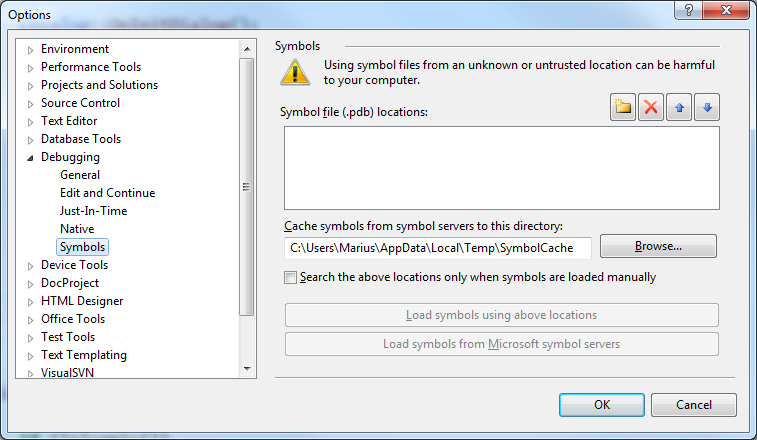 Options
Environment
Performance Tools
Projects and Solutions
Source Control
Text Editor
Database Tools
Debugging
General
Edit and Continue
Just-In-Time
Native
Symbols
Device Tools
DocProject
HTML Designer
Office Tools
Test Tools
Text Templating
VisualSVN
Symbols
Using symbol files from an unknown or untrusted location can be harmful
to your computer.
Symbol file (.pdb) locations:
Cache symbols from symbol servers to this directory:
C:\Users\Marius\AppData\Local\Temp\SymbolCache
Browse...
Search the above locations only when symbols are loaded manually
Load symbols using above locations
Load symbols from Microsoft symbol servers
OK
Cancel